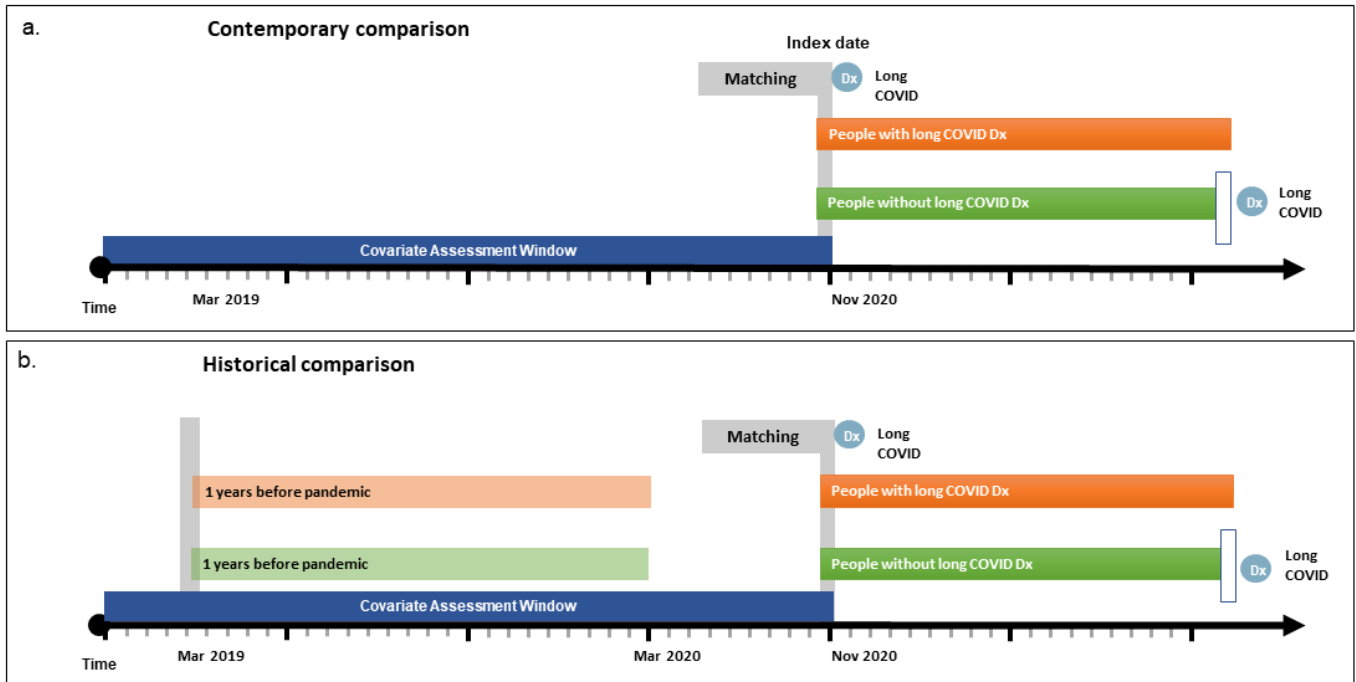 a.
Contemporary comparison
Index date
Matching
Dx
Long
COVID
People with long COVID Dx
People without long COVID Dx
Dx
Long
COVID
Covariate Assessment Window
Time
Mar 2019
Nov 2020
b.
Historical comparison
Matching
Dx
Long
COVID
1 years before pandemic
People with long COVID Dx
1 years before pandemic
People without long COVID Dx
Dx
Long
COVID
Covariate Assessment Window
Time
Mar 2019
Mar 2020
Nov 2020